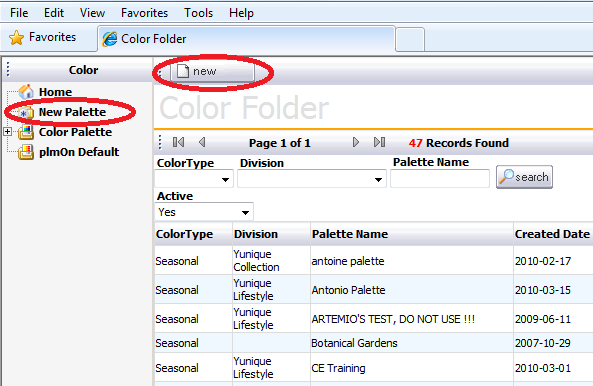 File Edit View Favorites Tools Help
Favorites Color Folder
Color
Home
New Palette
Color Palette
plmOn Default
new
Color Folder
Page 1 of 1 47 Records Found
ColorType Division Palette Name
search
Active
Yes
ColorType Division Palette Name Created Date
Seasonal Yunique Collection antoine palette 2010-02-17
Seasonal Yunique Lifestyle Antonio Palette 2010-03-15
Seasonal Yunique Lifestyle ARTEMIO'S TEST, DO NOT USE !!! 2009-06-11
Seasonal Botanical Gardens 2007-10-29
Seasonal Yunique Lifestyle CE Training 2010-03-01